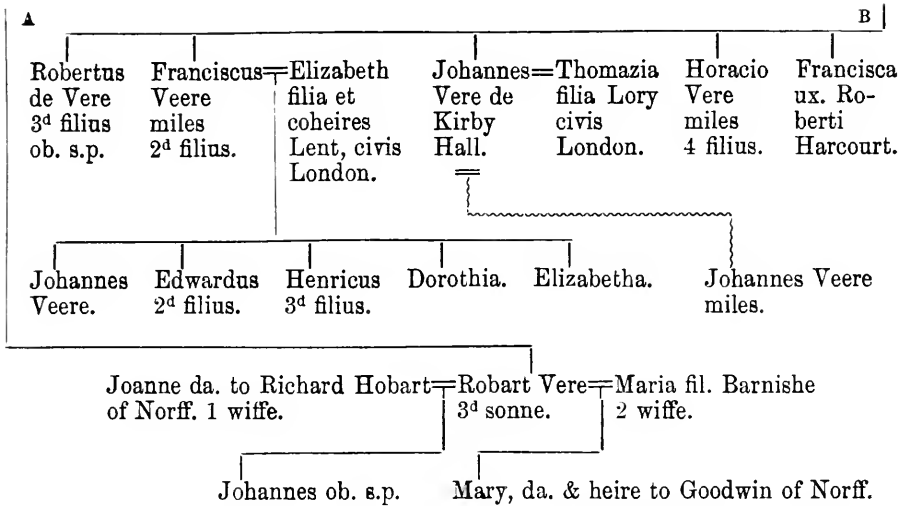 A
B
Robertus
de Vere
3d filius
ob. s.p.
Franciscus
Veere
miles
2d filius.
Elizabeth
filia et
coheires
Lent, civis
London.
Johannes
Vere de
Kirby
Hall.
Thomazia
filia Lory
civis
London.
Horacio
Vere
miles
4 filius.
Francisca
ux. Ro-
berti
Harcourt.
Johannes
Veere.
Edwardus
2d filius.
Henricus
3d filius.
Dorothia.
Elizabetha.
Johannes Veere
miles.
Joanne da. to Richard Hobart
of Norff. 1 wiffe.
Robart Vere
3d sonne.
Maria fil. Barnishe
2 wiffe.
Johannes ob. s.p.
Mary, da. & heire to Goodwin of Norff.